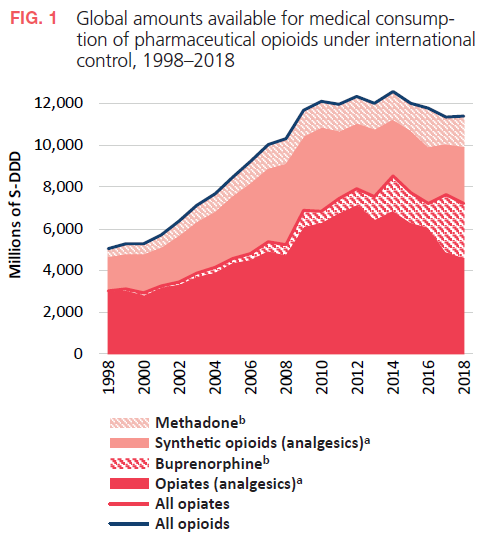 FIG. 1 Global amounts available for medical consump-
tion of pharmaceutical opioids under international
control, 1998–2018
Millions of S-DDD
12,000
10,000
8,000
6,000
4,000
2,000
0
1998
2000
2002
2004
2006
2008
2010
2012
2014
2016
2018
Methadoneᵇ
Synthetic opioids (analgesics)ᵃ
Buprenorphineᵇ
Opiates (analgesics)ᵃ
All opiates
All opioids